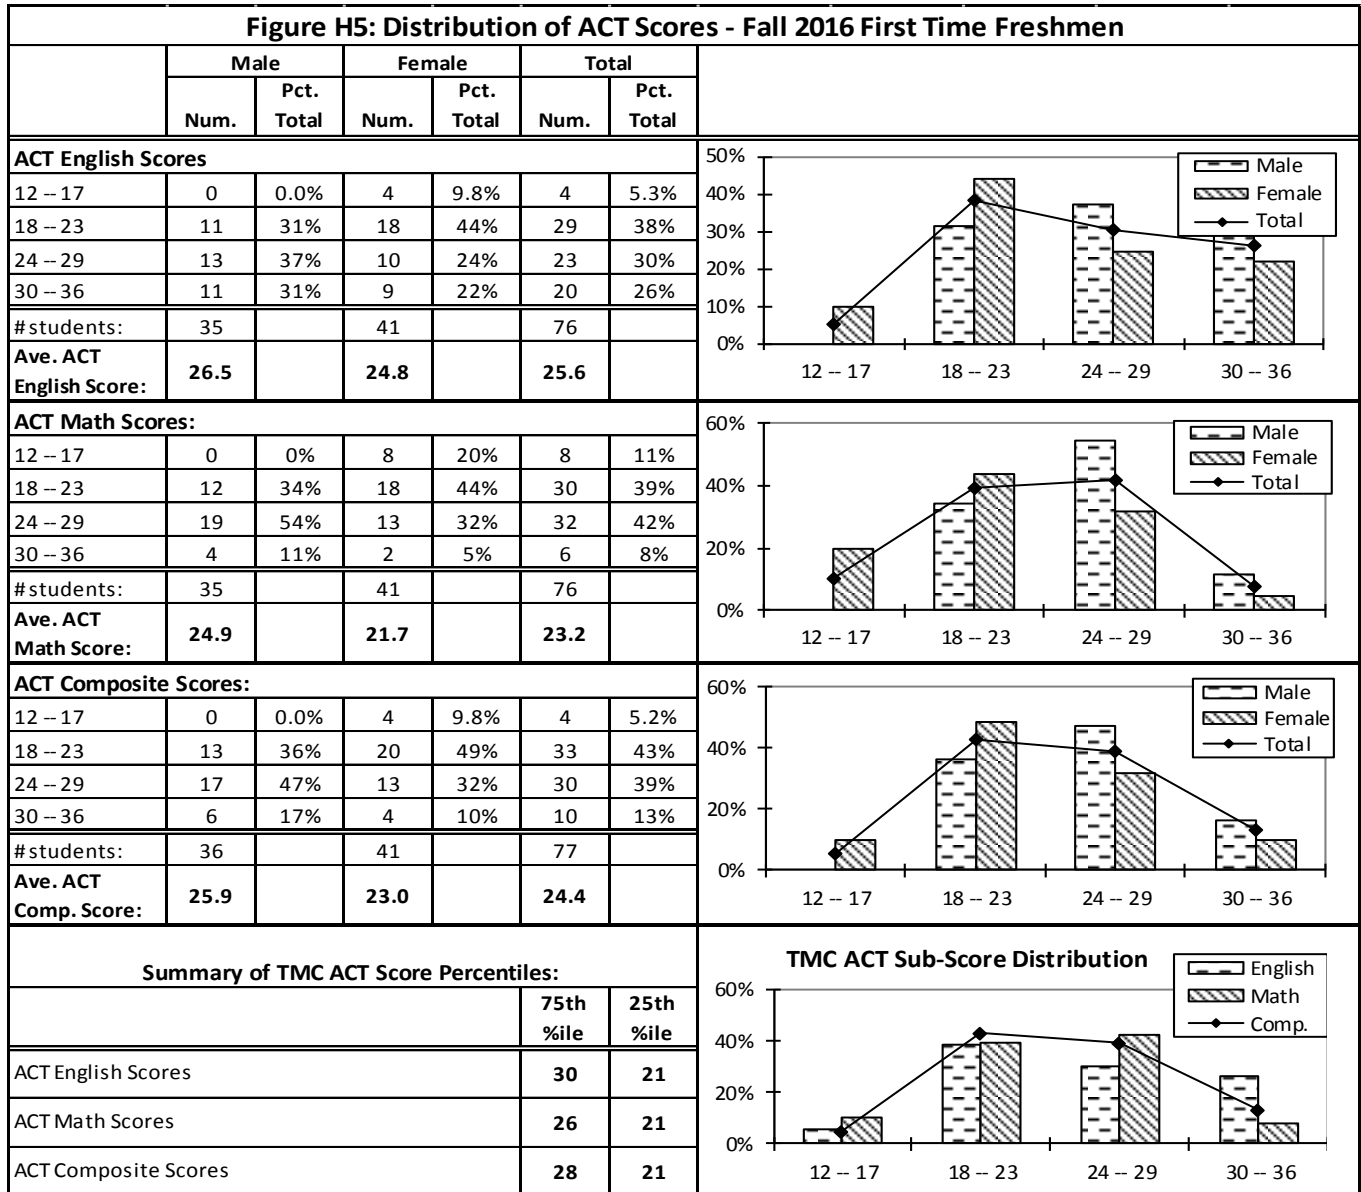 Figure H5: Distribution of ACT Scores - Fall 2016 First Time Freshmen
Male Female Total
Num. Pct. Total Num. Pct. Total Num. Pct. Total
ACT English Scores
12 -- 17 0 0.0% 4 9.8% 4 5.3%
18 -- 23 11 31% 18 44% 29 38%
24 -- 29 13 37% 10 24% 23 30%
30 -- 36 11 31% 9 22% 20 26%
# students: 35 41 76
Ave. ACT English Score: 26.5 24.8 25.6
50%
40%
30%
20%
10%
0%
12 -- 17 18 -- 23 24 -- 29 30 -- 36
Male
Female
Total
ACT Math Scores:
12 -- 17 0 0% 8 20% 8 11%
18 -- 23 12 34% 18 44% 30 39%
24 -- 29 19 54% 13 32% 32 42%
30 -- 36 4 11% 2 5% 6 8%
# students: 35 41 76
Ave. ACT Math Score: 24.9 21.7 23.2
60%
40%
20%
0%
12 -- 17 18 -- 23 24 -- 29 30 -- 36
Male
Female
Total
ACT Composite Scores:
12 -- 17 0 0.0% 4 9.8% 4 5.2%
18 -- 23 13 36% 20 49% 33 43%
24 -- 29 17 47% 13 32% 30 39%
30 -- 36 6 17% 4 10% 10 13%
# students: 36 41 77
Ave. ACT Comp. Score: 25.9 23.0 24.4
60%
40%
20%
0%
12 -- 17 18 -- 23 24 -- 29 30 -- 36
Male
Female
Total
Summary of TMC ACT Score Percentiles:
75th %ile 25th %ile
ACT English Scores 30 21
ACT Math Scores 26 21
ACT Composite Scores 28 21
TMC ACT Sub-Score Distribution
60%
40%
20%
0%
12 -- 17 18 -- 23 24 -- 29 30 -- 36
English
Math
Comp.